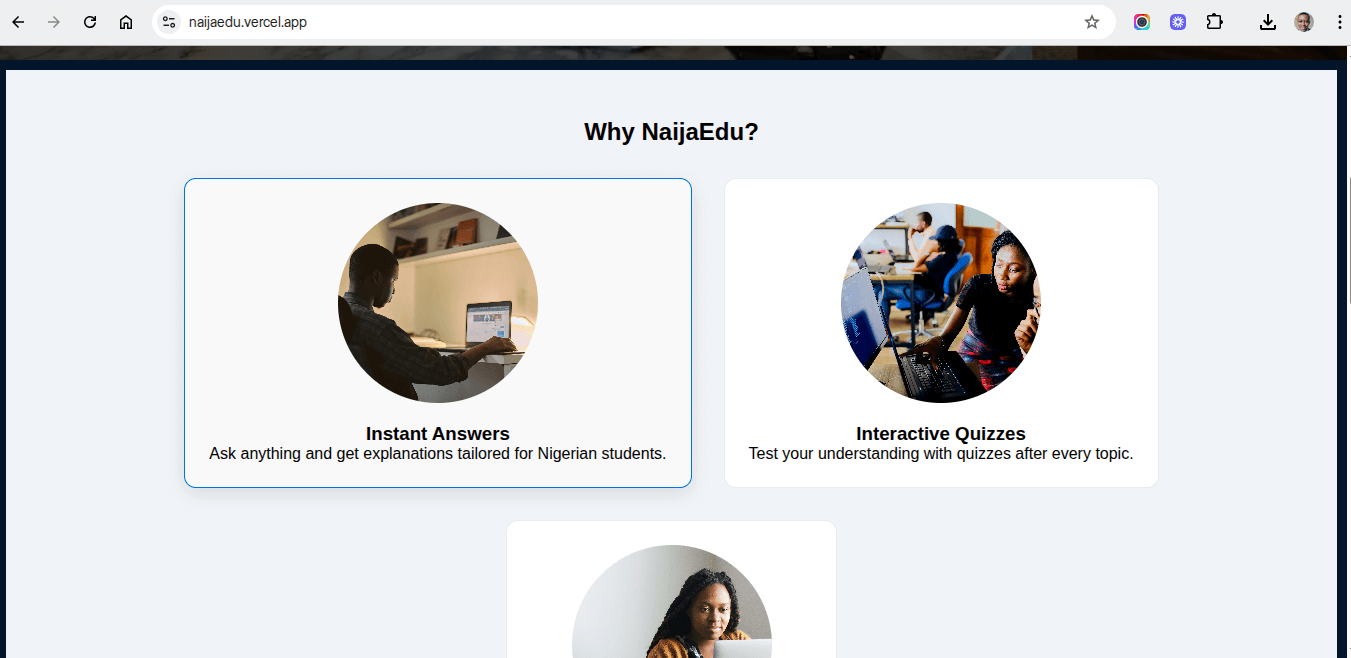 naijaedu.vercel.app
Why NaijaEdu?
Instant Answers
Ask anything and get explanations tailored for Nigerian students.
Interactive Quizzes
Test your understanding with quizzes after every topic.